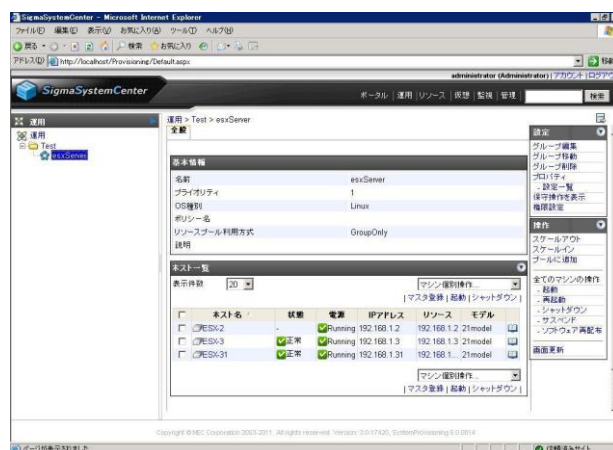 SigmaSystemCenter - Microsoft Internet Explorer
ファイル(F) 編集(E) 表示(V) お気に入り(A) ツール(T) ヘルプ(H)
戻る 検索 お気に入り
アドレス(D) http://localhost/Provisioning/Default.aspx 移動
administrator (Administrator) | アカウント |
SigmaSystemCenter
ポータル | 運用 | リソース | 仮想 | 監視 | 管理 | 検索
運用
運用
Test
esxServer
運用 > Test > esxServer
全般
基本情報
名前 esxServer
プライオリティ 1
OS種別 Linux
ポリシー名
リソースプール利用方式 GroupOnly
説明
ホスト一覧
表示件数 20 マシン個別操作...
| マスタ登録 | 起動 | シャットダウン |
ホスト名 状態 電源 IPアドレス リソース モデル
ESX-2 - Running 192.168.1.2 192.168.1.2 21model
ESX-3 正常 Running 192.168.1.3 192.168.1.3 21model
ESX-31 正常 Running 192.168.1.31 192.168.1... 21model
マシン個別操作...
| マスタ登録 | 起動 | シャットダウン |
設定
グループ編集
グループ移動
グループ削除
プロパティ
- 設定一覧
保守操作を表示
権限設定
操作
スケールアウト
スケールイン
プールに追加
全てのマシンの操作
- 起動
- 再起動
- シャットダウン
- サスペンド
- ソフトウェア再配布
画面更新
Copyright © NEC Corporation 2003-2011. All rights reserved. Version: 3.0.17420, SystemProvisioning 6.0.0014
ページが表示されました